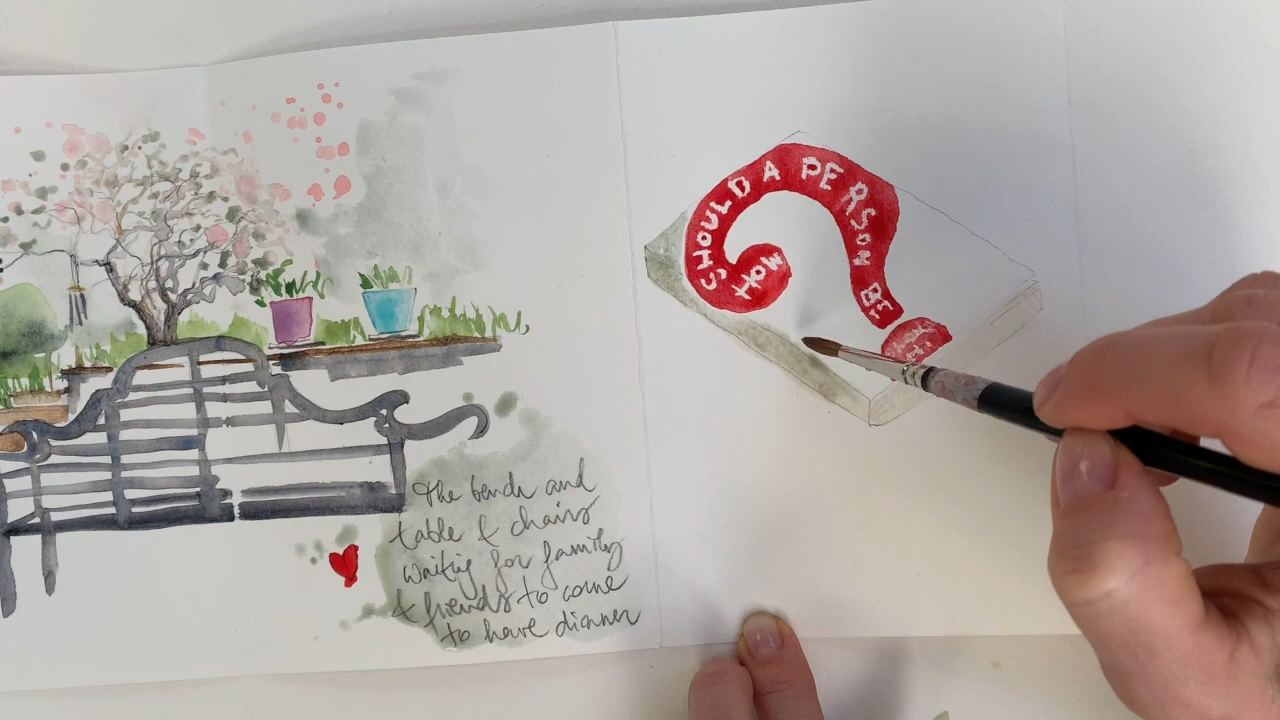 The bench and
table & chairs
waiting for family
& friends to come
to have dinner
HOW SHOULD A PERSON BE